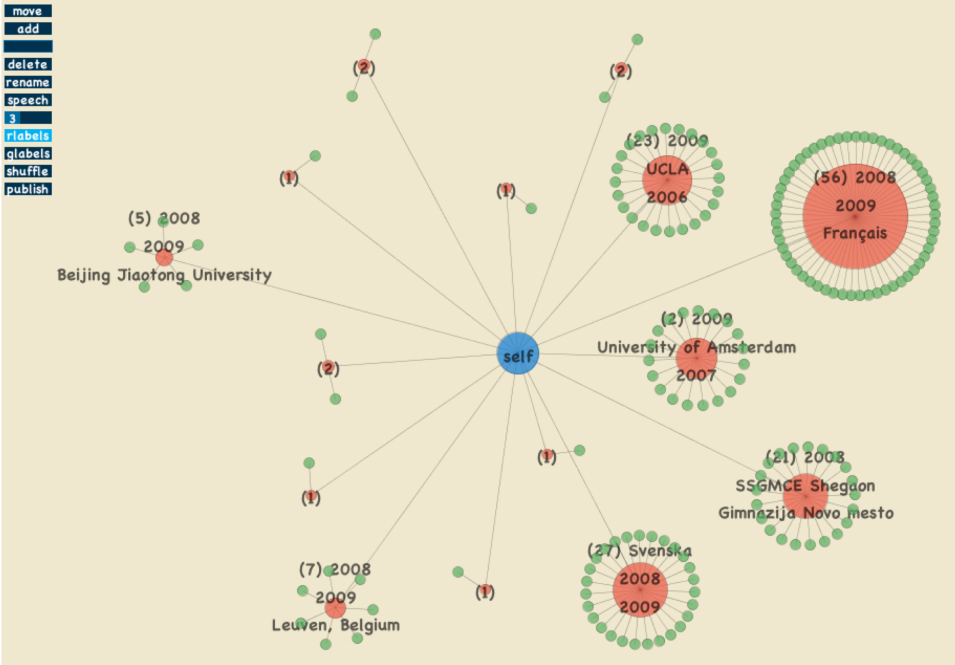 move
add
delete
rename
speech
3
rlabels
glabels
shuffle
publish
(2)
(2)
(1)
(1)
(23) 2009
UCLA
2006
(56) 2008
2009
Français
(5) 2008
2009
Beijing Jiaotong University
self
(2) 2009
University of Amsterdam
2007
(2)
(1)
(1)
(21) 2008
SSGMCE Shegaon
Gimnazija Novo mesto
(7) 2008
2009
Leuven, Belgium
(1)
(27) Svenska
2008
2009